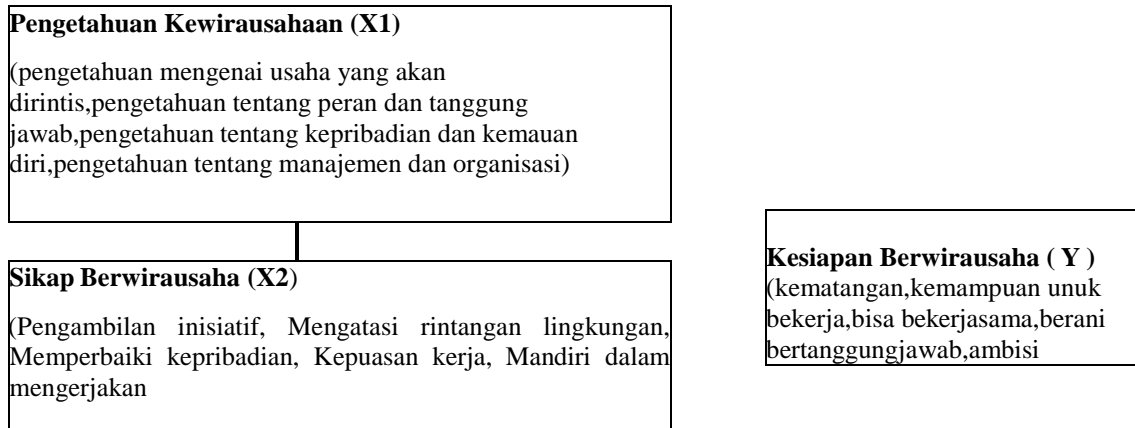 Pengetahuan Kewirausahaan (X1)
(pengetahuan mengenai usaha yang akan
dirintis,pengetahuan tentang peran dan tanggung
jawab,pengetahuan tentang kepribadian dan kemauan
diri,pengetahuan tentang manajemen dan organisasi)
Sikap Berwirausaha (X2)
(Pengambilan inisiatif, Mengatasi rintangan lingkungan,
Memperbaiki kepribadian, Kepuasan kerja, Mandiri dalam
mengerjakan
Kesiapan Berwirausaha ( Y )
(kematangan,kemampuan unuk
bekerja,bisa bekerjasama,berani
bertanggungjawab,ambisi